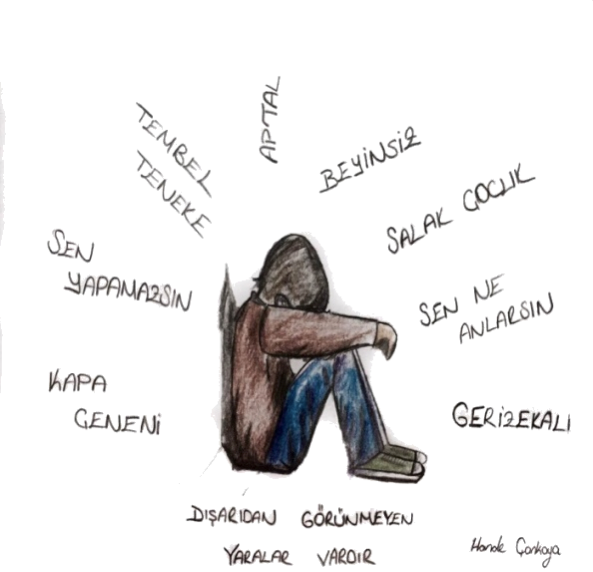 APTAL
TEMBEL
TENEKE
BEYİNSİZ
SALAK ÇOCUK
SEN
YAPAMAZSIN
SEN NE
ANLARSIN
KAPA
ÇENENİ
GERİZEKALI
DIŞARIDAN GÖRÜNMEYEN
YARALAR VARDIR
Hande Çankaya